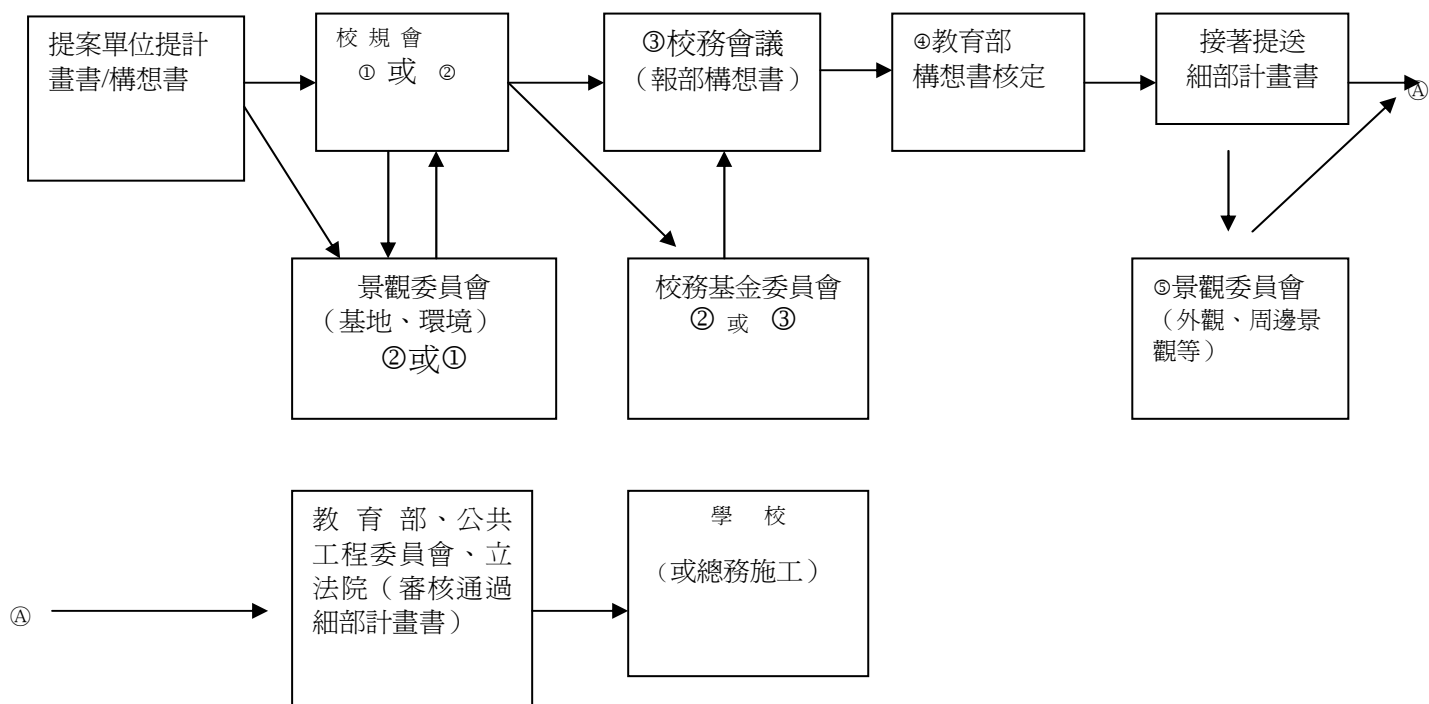 提案單位提計
畫書/構想書
校規會
①或 ②
③校務會議
（報部構想書）
④教育部
構想書核定
接著提送
細部計畫書
Ⓐ
景觀委員會
（基地、環境）
②或①
校務基金委員會
② 或 ③
⑤景觀委員會
（外觀、周邊景
觀等）
Ⓐ
教育部、公共
工程委員會、立
法院（審核通過
細部計畫書）
學 校
（或總務施工）